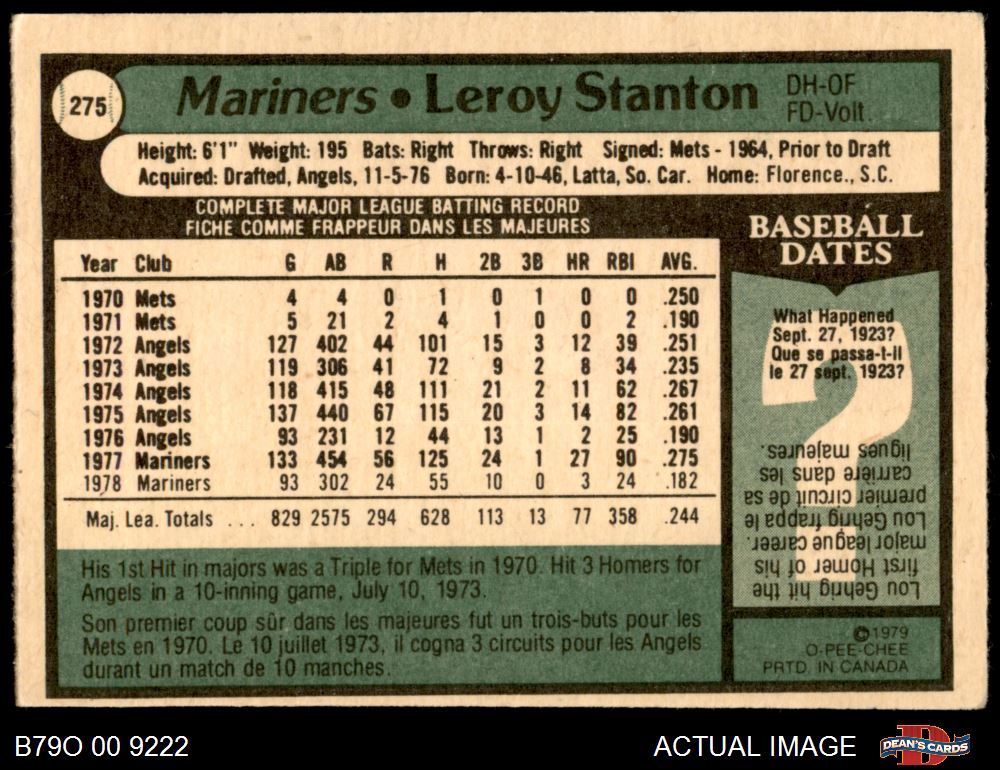 275
Mariners • Leroy Stanton
DH-OF
FD-Volt.
Height: 6'1" Weight: 195 Bats: Right Throws: Right Signed: Mets - 1964, Prior to Draft
Acquired: Drafted, Angels, 11-5-76 Born: 4-10-46, Latta, So. Car. Home: Florence., S.C.
COMPLETE MAJOR LEAGUE BATTING RECORD
FICHE COMME FRAPPEUR DANS LES MAJEURES
Year Club G AB R H 2B 3B HR RBI AVG.
1970 Mets 4 4 0 1 0 1 0 0 .250
1971 Mets 5 21 2 4 1 0 0 2 .190
1972 Angels 127 402 44 101 15 3 12 39 .251
1973 Angels 119 306 41 72 9 2 8 34 .235
1974 Angels 118 415 48 111 21 2 11 62 .267
1975 Angels 137 440 67 115 20 3 14 82 .261
1976 Angels 93 231 12 44 13 1 2 25 .190
1977 Mariners 133 454 56 125 24 1 27 90 .275
1978 Mariners 93 302 24 55 10 0 3 24 .182
Maj. Lea. Totals ... 829 2575 294 628 113 13 77 358 .244
His 1st Hit in majors was a Triple for Mets in 1970. Hit 3 Homers for
Angels in a 10-inning game, July 10, 1973.
Son premier coup sûr dans les majeures fut un trois-buts pour les
Mets en 1970. Le 10 juillet 1973, il cogna 3 circuits pour les Angels
durant un match de 10 manches.
BASEBALL
DATES
What Happened
Sept. 27, 1923?
Que se passa-t-il
le 27 sept. 1923?
Lou Gehrig hit the
first Homer of his
major league career.
Lou Gehrig frappa le
premier circuit de sa
carrière dans les
ligues majeures.
©1979
O-PEE-CHEE
PRTD. IN CANADA
B79O 00 9222
ACTUAL IMAGE
D
DEAN'S CARDS